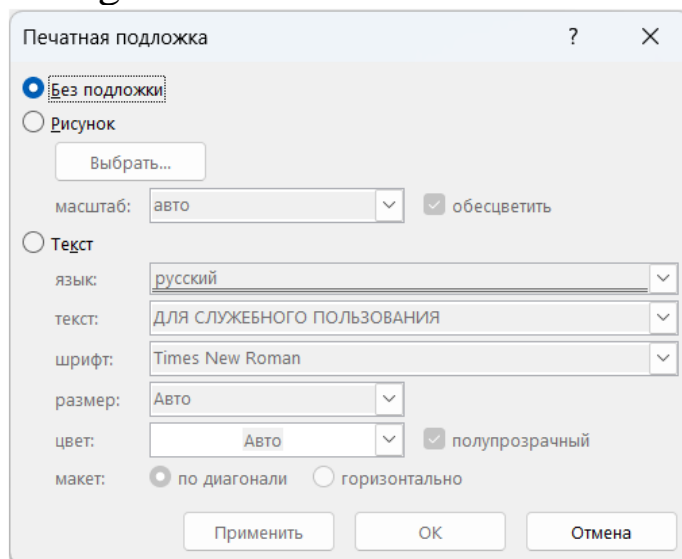 Печатная подложка ? ×
Без подложки
Рисунок
Выбрать...
масштаб: авто обесцветить
Текст
язык: русский
текст: ДЛЯ СЛУЖЕБНОГО ПОЛЬЗОВАНИЯ
шрифт: Times New Roman
размер: Авто
цвет: Авто полупрозрачный
макет: по диагонали горизонтально
Применить ОК Отмена